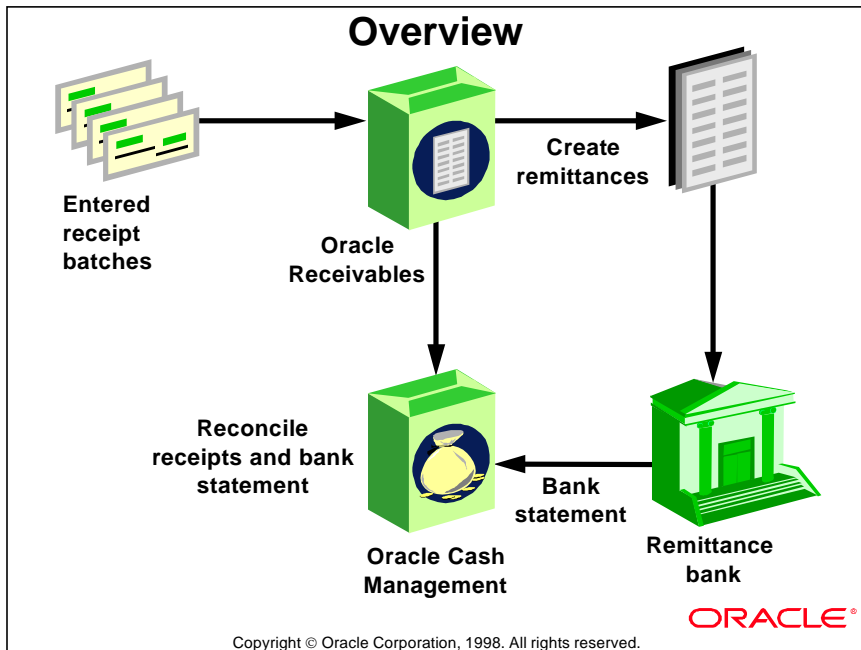 Overview
Entered
receipt
batches
Oracle
Receivables
Create
remittances
Reconcile
receipts and bank
statement
Oracle Cash
Management
Bank
statement
Remittance
bank
ORACLE®
Copyright © Oracle Corporation, 1998. All rights reserved.